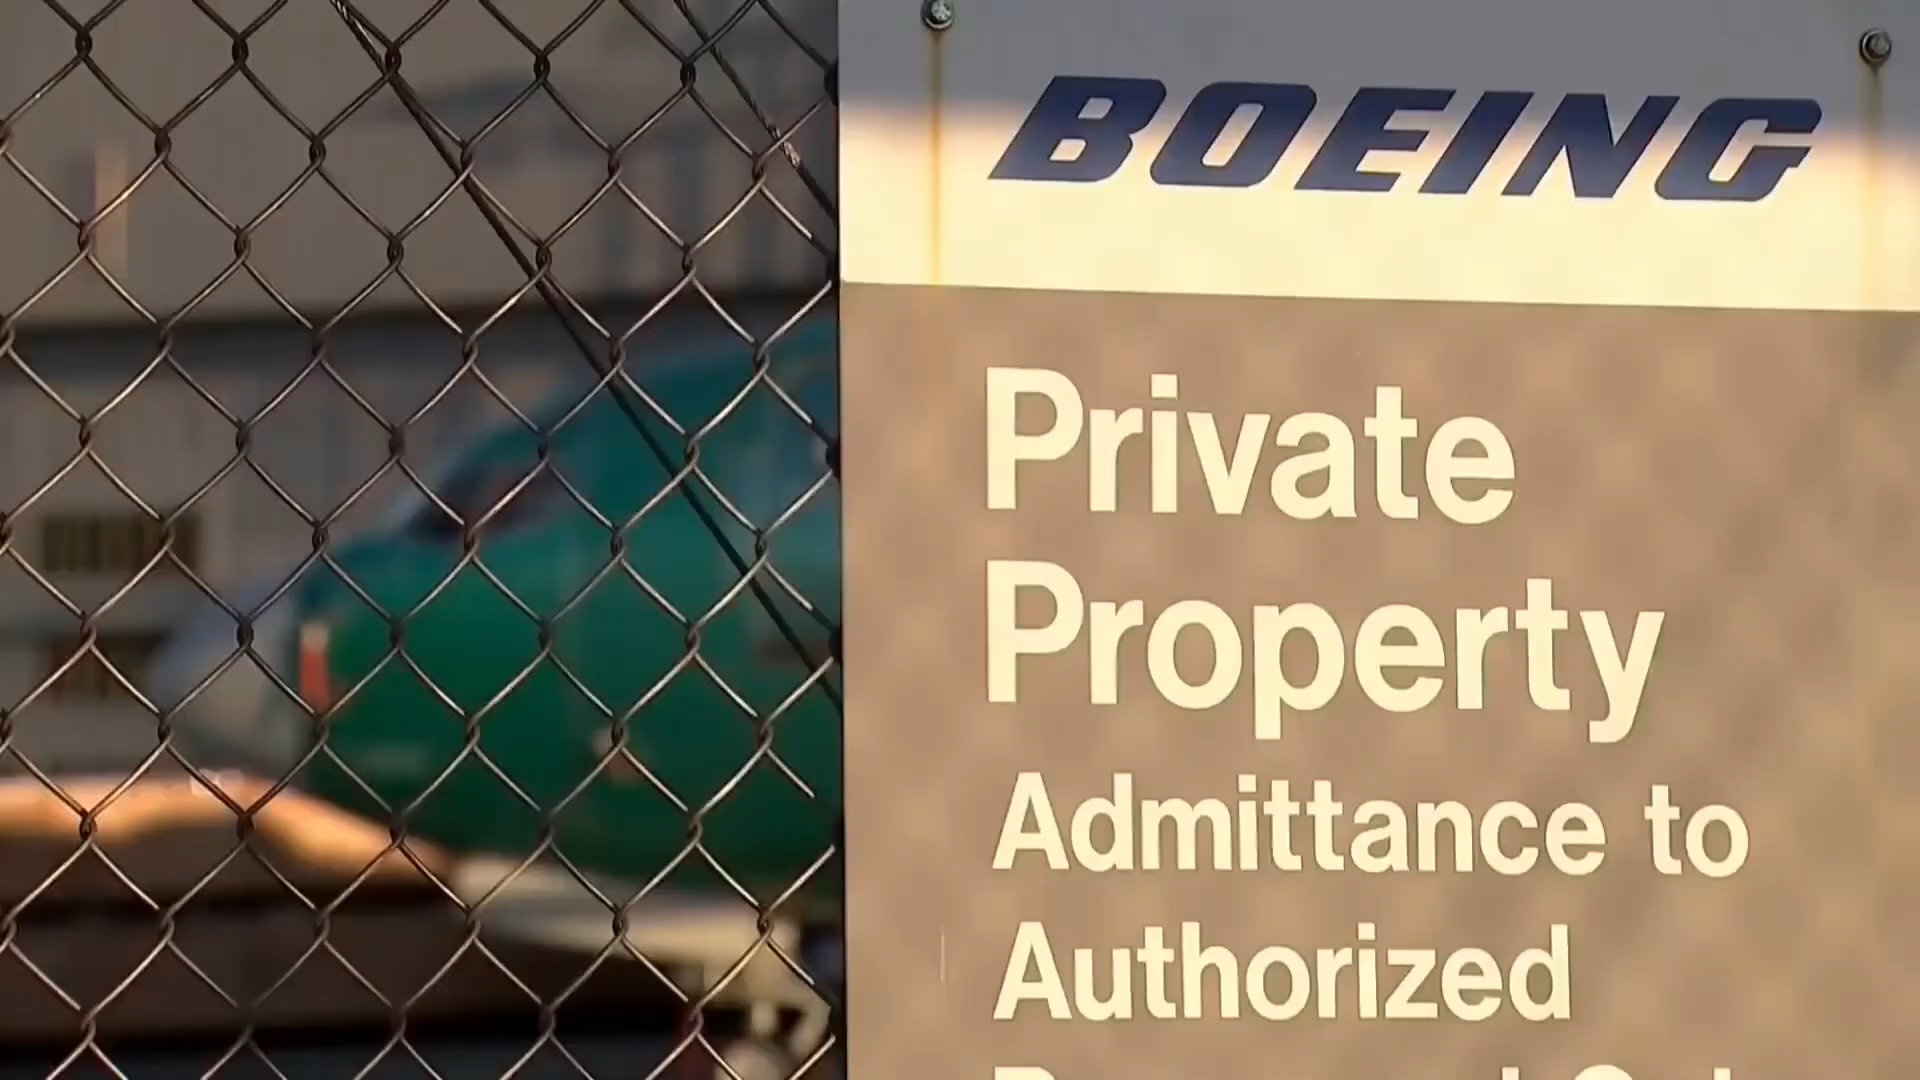 BOEING
Private
Property
Admittance to
Authorized